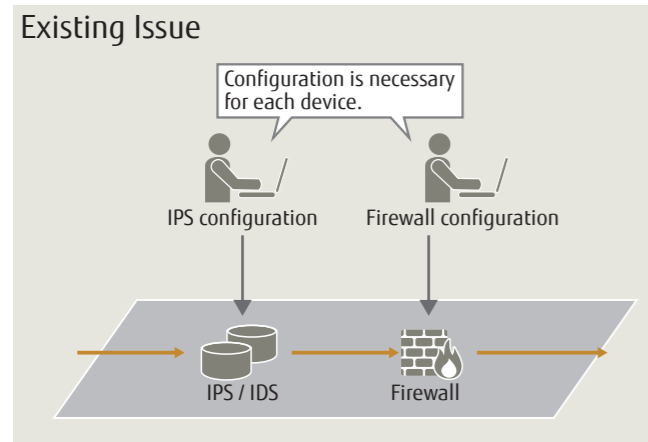 Existing Issue
Configuration is necessary
for each device.
IPS configuration
Firewall configuration
IPS / IDS
Firewall